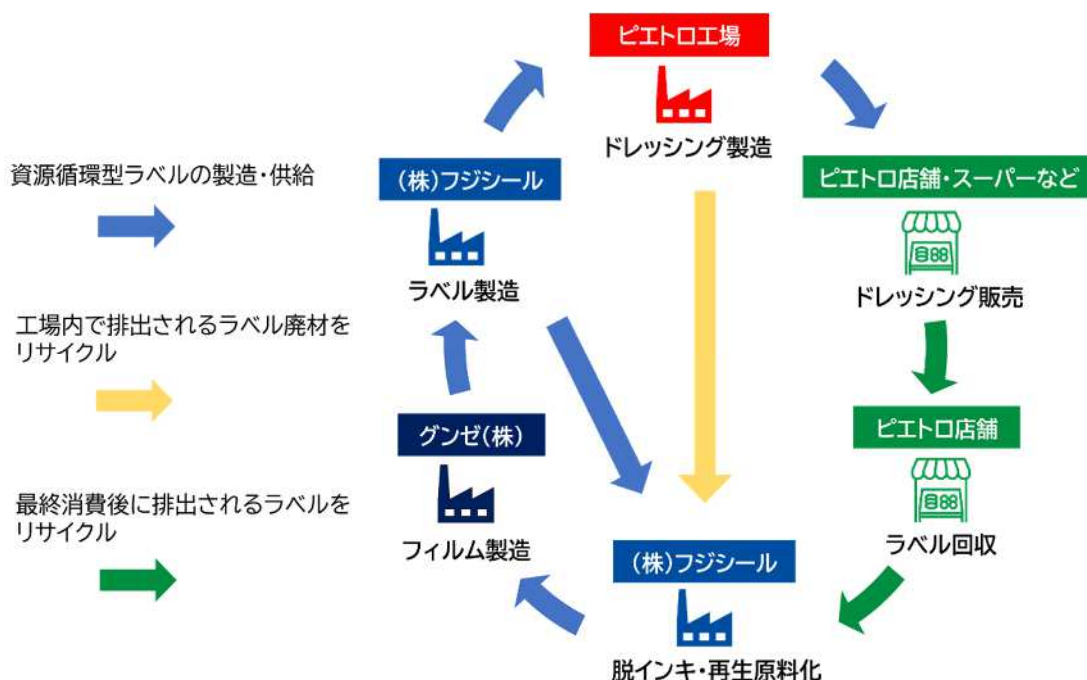 資源循環型ラベルの製造・供給
工場内で排出されるラベル廃材を
リサイクル
最終消費後に排出されるラベルを
リサイクル
ピエトロ工場
ドレッシング製造
(株)フジシール
ラベル製造
ピエトロ店舗・スーパーなど
ドレッシング販売
グンゼ(株)
フィルム製造
ピエトロ店舗
ラベル回収
(株)フジシール
脱インキ・再生原料化